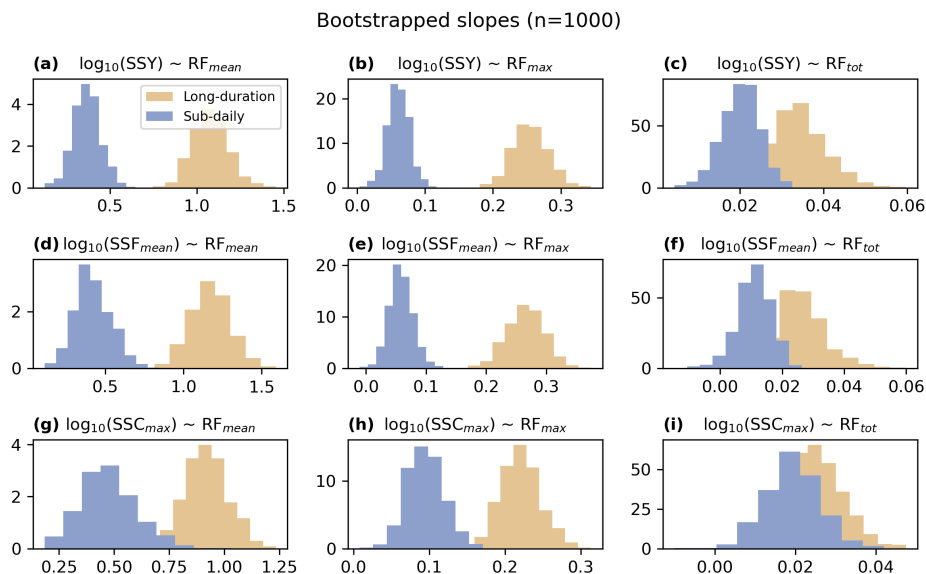 Bootstrapped slopes (n=1000)
(a) log₁₀(SSY) ~ RFₘₑₐₙ
(b) log₁₀(SSY) ~ RFₘₐₓ
(c) log₁₀(SSY) ~ RFₜₒₜ
4
2
0
0.5 1.0 1.5
Long-duration
Sub-daily
20
10
0
0.0 0.1 0.2 0.3
50
0
0.02 0.04 0.06
(d) log₁₀(SSFₘₑₐₙ) ~ RFₘₑₐₙ
(e) log₁₀(SSFₘₑₐₙ) ~ RFₘₐₓ
(f) log₁₀(SSFₘₑₐₙ) ~ RFₜₒₜ
2
0
0.5 1.0 1.5
20
10
0
0.0 0.1 0.2 0.3
50
0
0.00 0.02 0.04 0.06
(g) log₁₀(SSCₘₐₓ) ~ RFₘₑₐₙ
(h) log₁₀(SSCₘₐₓ) ~ RFₘₐₓ
(i) log₁₀(SSCₘₐₓ) ~ RFₜₒₜ
4
2
0
0.25 0.50 0.75 1.00 1.25
10
0
0.0 0.1 0.2 0.3
50
25
0
0.00 0.02 0.04